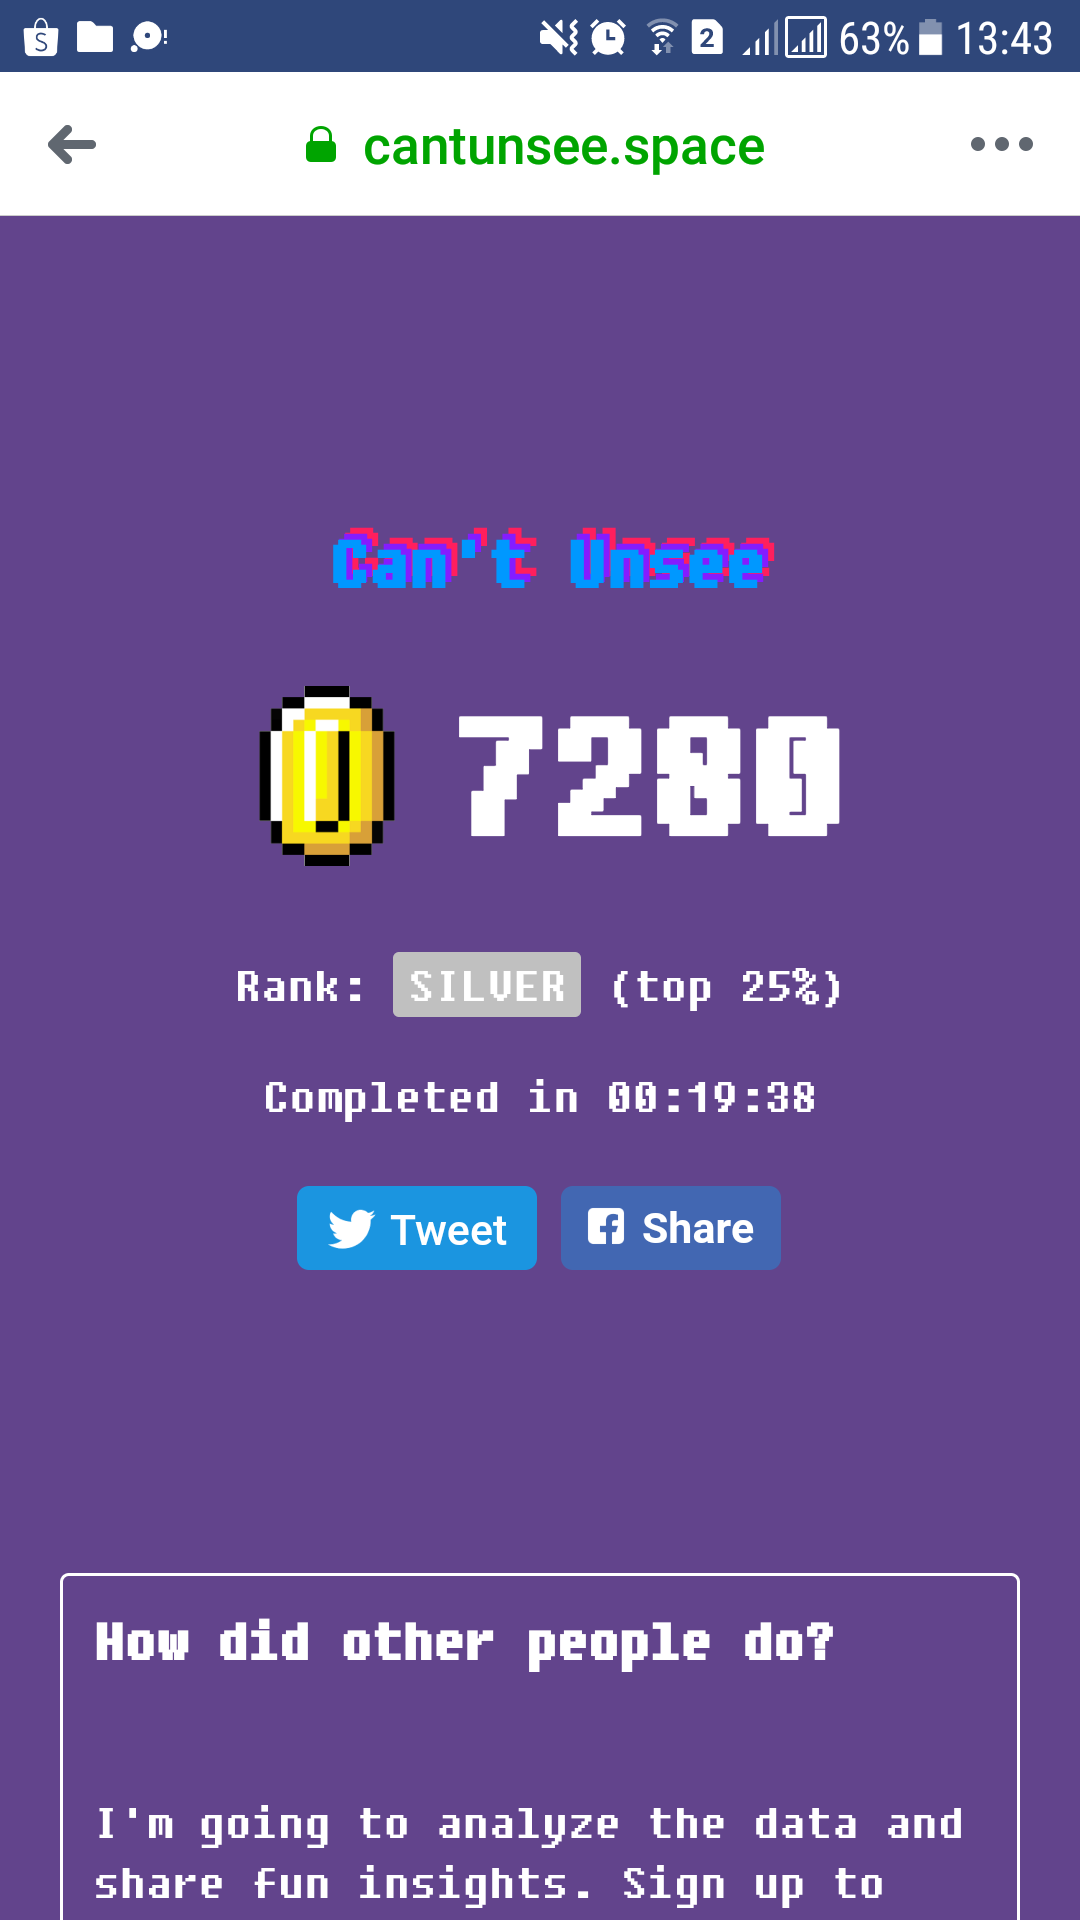 S 2 63% 13:43
cantunsee.space
Can't Unsee
7280
Rank: SILVER (top 25%)
Completed in 00:19:38
Tweet Share
How did other people do?
I'm going to analyze the data and
share fun insights. Sign up to